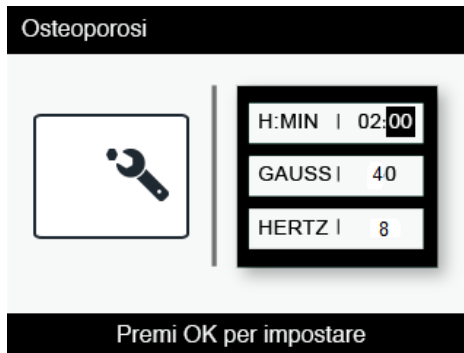 Osteoporosi
H:MIN | 02:00
GAUSS | 40
HERTZ | 8
Premi OK per impostare